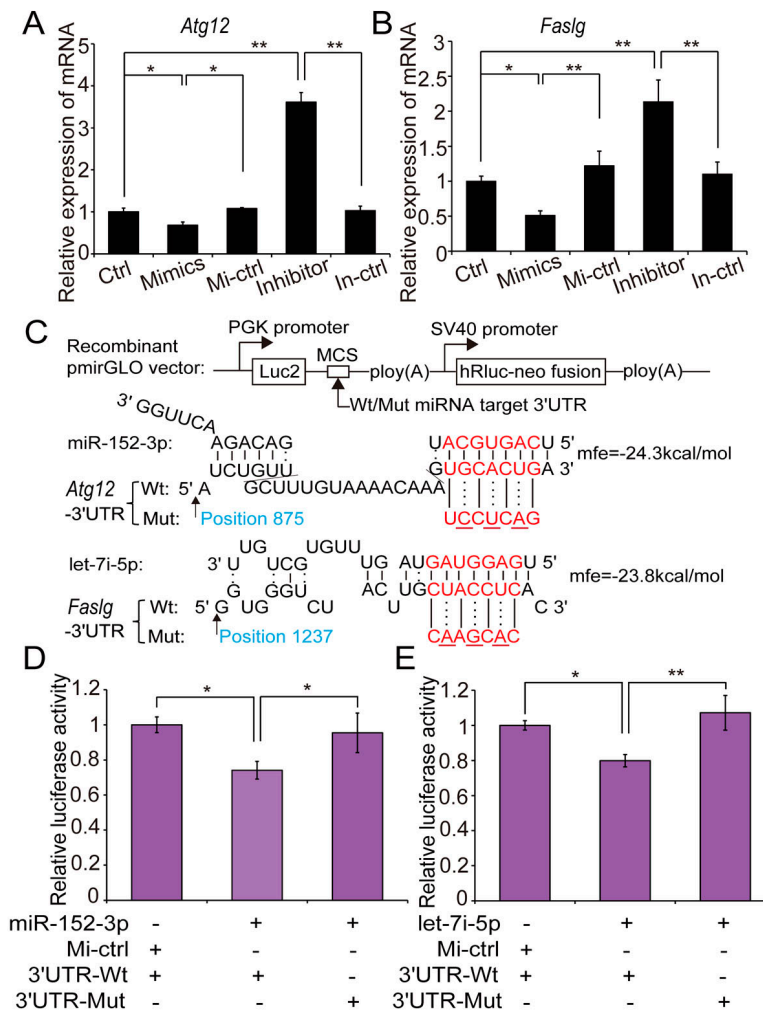 A
Atg12
Relative expression of mRNA
5
4
3
2
1
0
*
*
**
**
Ctrl
Mimics
Mi-ctrl
Inhibitor
In-ctrl
B
Faslg
Relative expression of mRNA
3
2.5
2
1.5
1
0.5
0
*
**
**
**
Ctrl
Mimics
Mi-ctrl
Inhibitor
In-ctrl
C
PGK promoter
SV40 promoter
Recombinant
pmirGLO vector:
Luc2
MCS
ploy(A)
hRluc-neo fusion
ploy(A)
Wt/Mut miRNA target 3'UTR
miR-152-3p:
3' GGUUCA
AGACAG
UACGUGACU 5'
mfe=-24.3kcal/mol
UCUGUU
GUGCACUGA 3'
Atg12
-3'UTR
Wt: 5' A
GCUUUGUAAAACAAA
Mut:
Position 875
UCCUCAG
let-7i-5p:
3' U UG UCG UGUU UG AU GAUGGAGU 5'
mfe=-23.8kcal/mol
G GGU AC UG CUACCUC A
Faslg
-3'UTR
Wt: 5' G UG CU U C 3'
Mut:
Position 1237
CAAGCAC
D
Relative luciferase activity
1.2
1
0.8
0.6
0.4
0.2
0
*
*
miR-152-3p - + +
Mi-ctrl + - -
3'UTR-Wt + + -
3'UTR-Mut - - +
E
Relative luciferase activity
1.2
1
0.8
0.6
0.4
0.2
0
*
**
let-7i-5p - + +
Mi-ctrl + - -
3'UTR-Wt + + -
3'UTR-Mut - - +